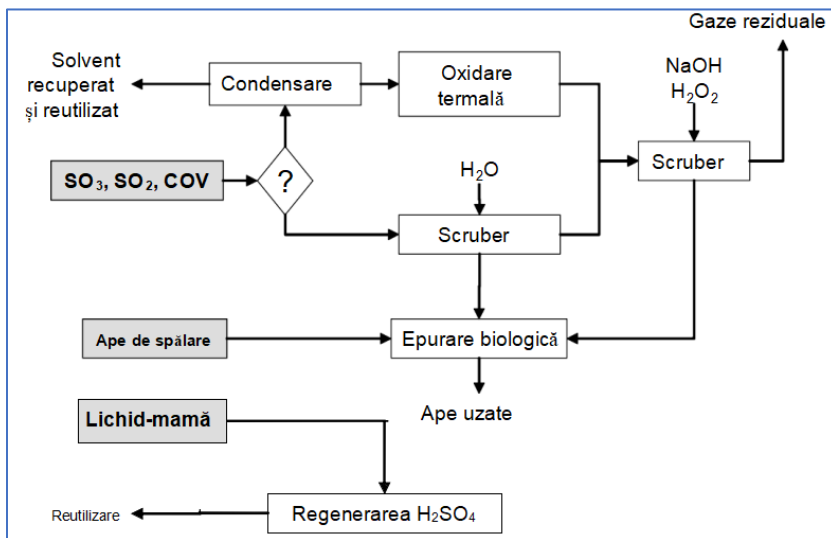 Gaze reziduale
Solvent
recuperat
și reutilizat
Condensare
Oxidare
termală
NaOH
H₂O₂
Scruber
SO₃, SO₂, COV
?
H₂O
Scruber
Ape de spălare
Epurare biologică
Ape uzate
Lichid-mamă
Reutilizare
Regenerarea H₂SO₄